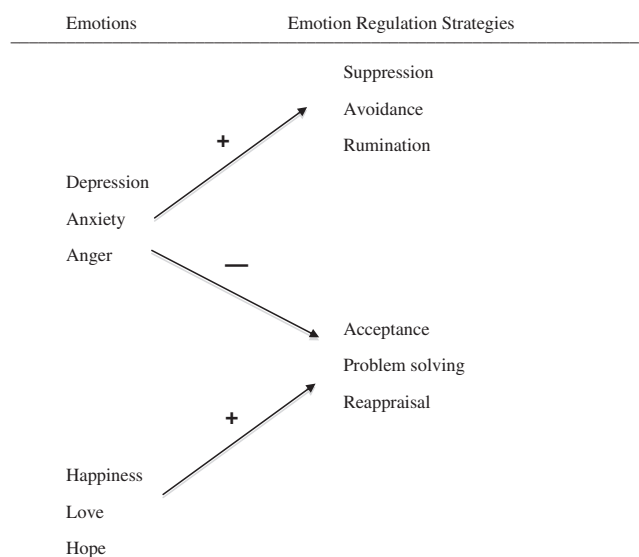 Emotions Emotion Regulation Strategies
Suppression
Avoidance
+
Rumination
Depression
Anxiety
Anger
—
Acceptance
Problem solving
Reappraisal
+
Happiness
Love
Hope